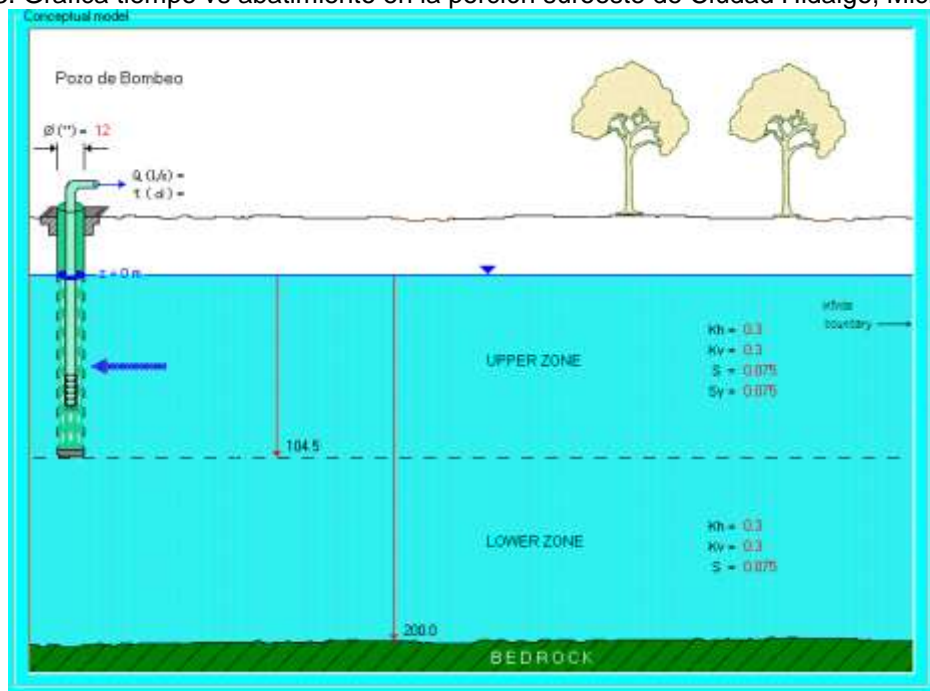 . Gráfica tiempo vs abatimiento en la porción suroeste de Ciudad Hidalgo,
Conceptual model
Pozo de Bombeo
Ø (") = 12
Q (l/s) =
t ( d ) =
z = 0 m
infinite
boundary
UPPER ZONE
Kh = 0.3
Kv = 0.3
S = 0.075
Sy = 0.075
104.5
LOWER ZONE
Kh = 0.3
Kv = 0.3
S = 0.075
200.0
BEDROCK